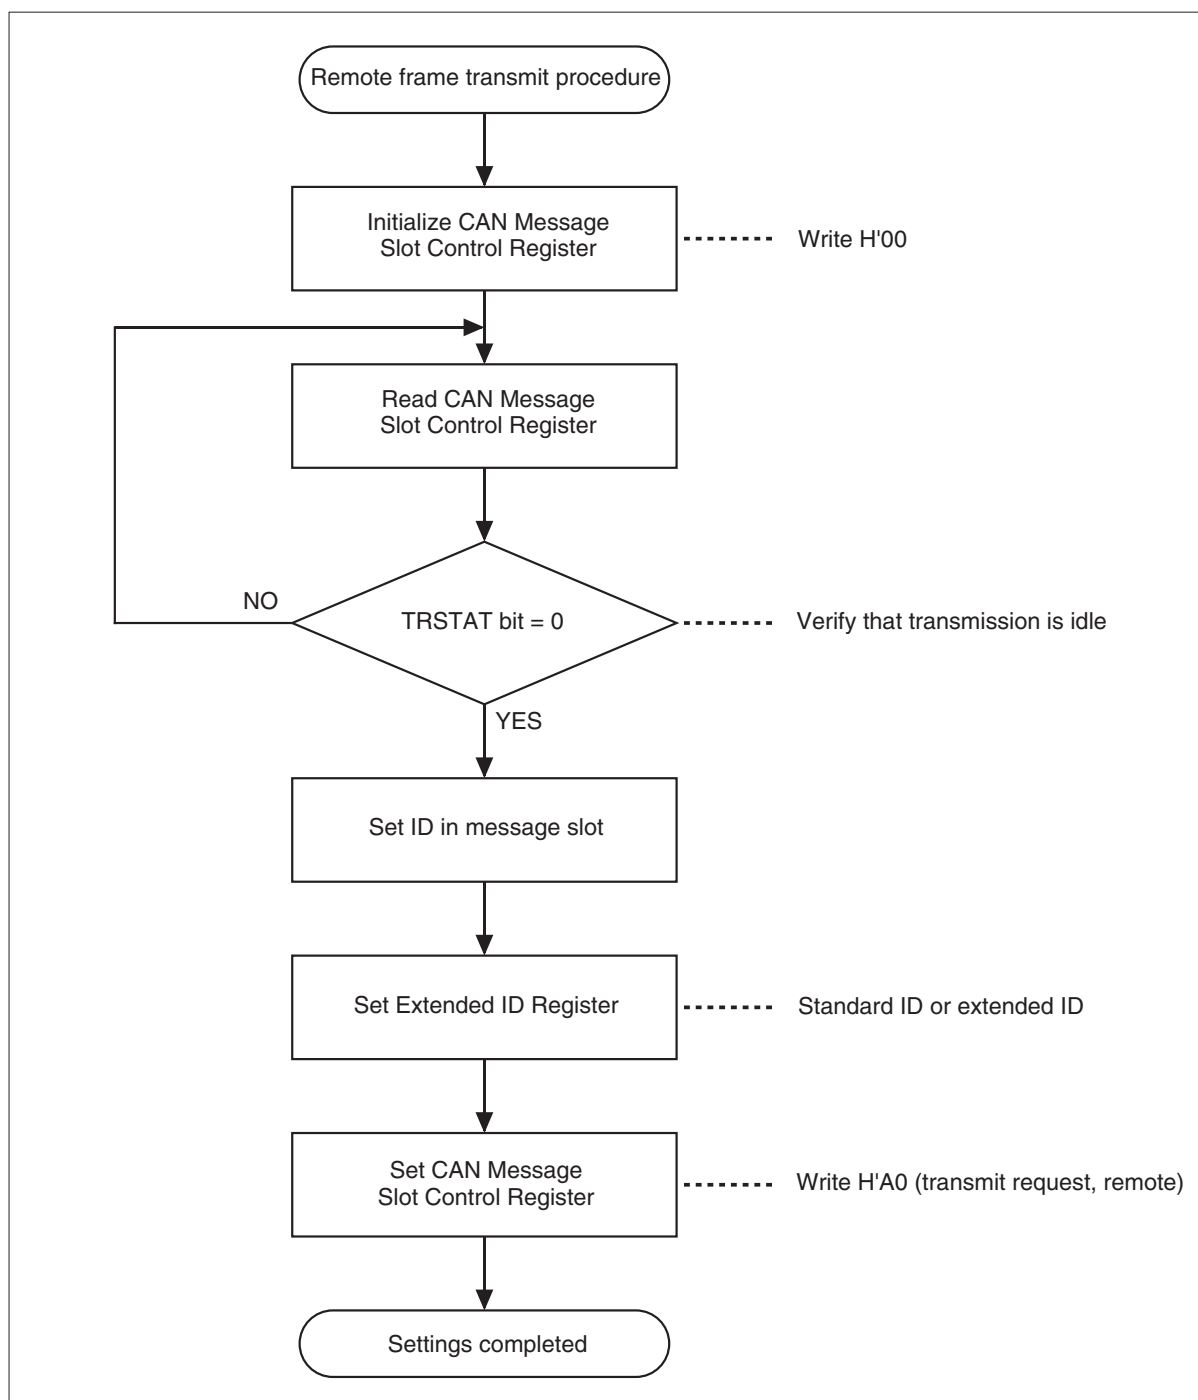 Remote frame transmit procedure
Initialize CAN Message
Slot Control Register
Write H'00
Read CAN Message
Slot Control Register
NO
TRSTAT bit = 0
Verify that transmission is idle
YES
Set ID in message slot
Set Extended ID Register
Standard ID or extended ID
Set CAN Message
Slot Control Register
Write H'A0 (transmit request, remote)
Settings completed